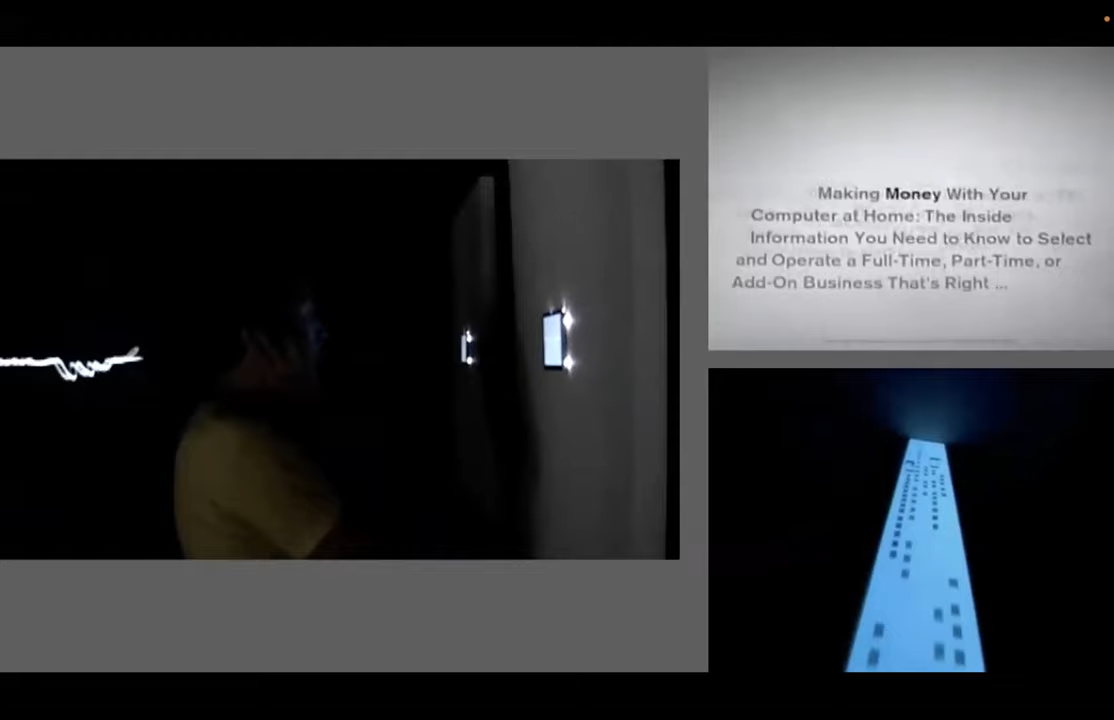 Making Money With Your
Computer at Home: The Inside
Information You Need to Know to Select
and Operate a Full-Time, Part-Time, or
Add-On Business That's Right ...